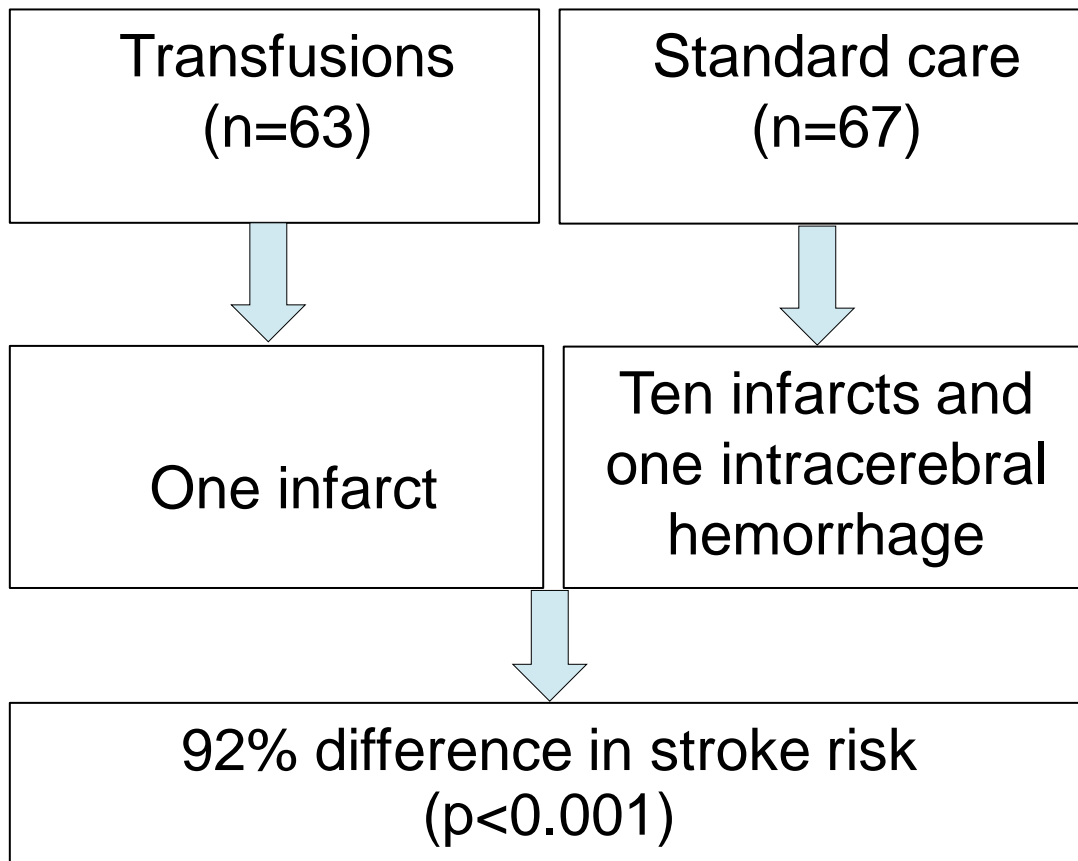 Transfusions
(n=63)
Standard care
(n=67)
One infarct
Ten infarcts and
one intracerebral
hemorrhage
92% difference in stroke risk
(p<0.001)